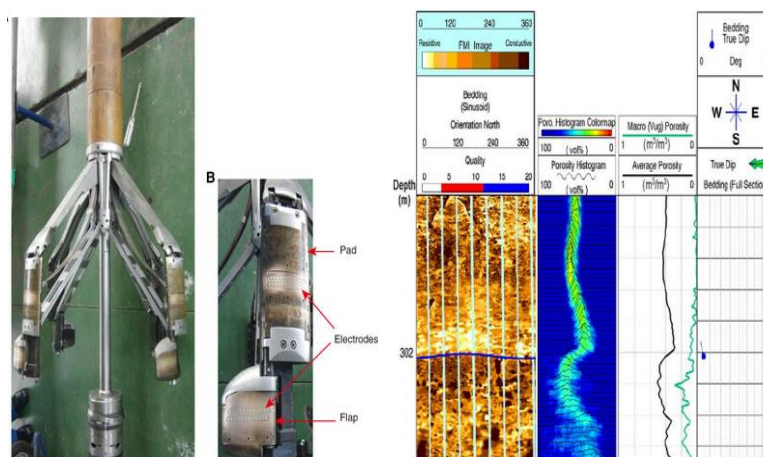 B
Pad
Electrodes
Flap
0 120 240 360
Resistive FMI Image Conductive
Bedding
(Sinusoid)
Orientation North
0 120 240 360
Quality
0 5 10 15 20
Depth
(m)
302
Poro. Histogram Colormap
100 (vol%) 0
Porosity Histogram
100 (vol%) 0
Macro (Vug) Porosity
1 (m³/m³) 0
Average Porosity
1 (m³/m³) 0
Bedding
True Dip
0 Deg
N
W E
S
True Dip
Bedding (Full Sectio